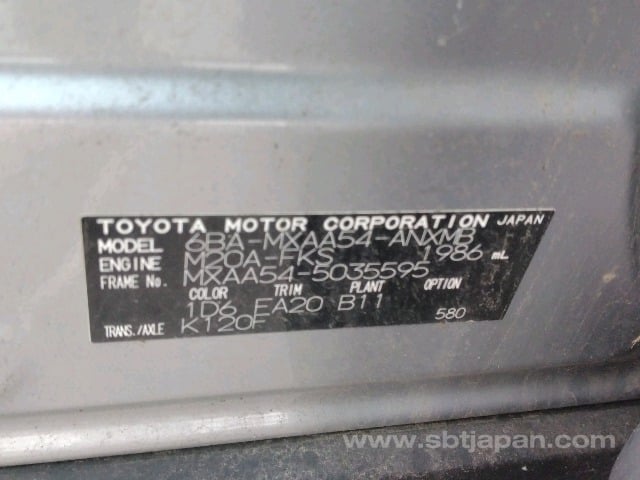 TOYOTA MOTOR CORPORATION JAPAN
MODEL 6BA-MXAA54-ANXMB
ENGINE M20A-FKS 1986 mL
FRAME No. MXAA54-5035595
COLOR TRIM PLANT OPTION
1D6 EA20 B11 580
TRANS./AXLE K120F
www.sbtjapan.com